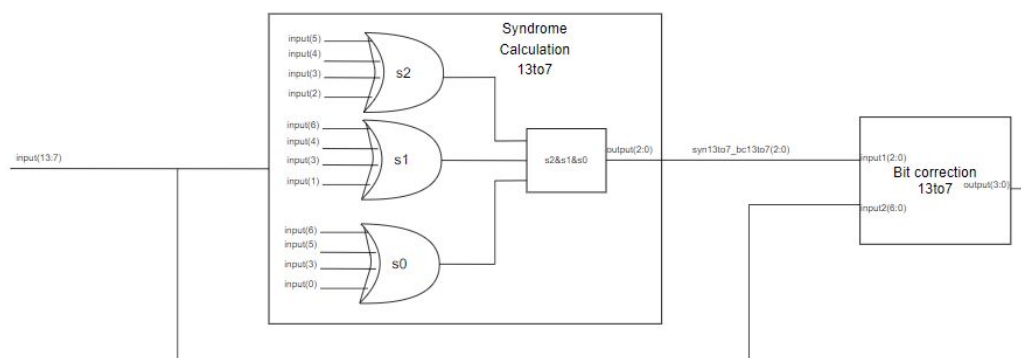 Syndrome
Calculation
13to7
input(5)
input(4)
input(3)
input(2)
s2
input(6)
input(4)
input(3)
input(1)
s1
input(6)
input(5)
input(3)
input(0)
s0
s2&s1&s0
output(2:0)
input(13:7)
syn13to7_bc13to7(2:0)
input1(2:0)
Bit correction
13to7
output(3:0)
input2(6:0)